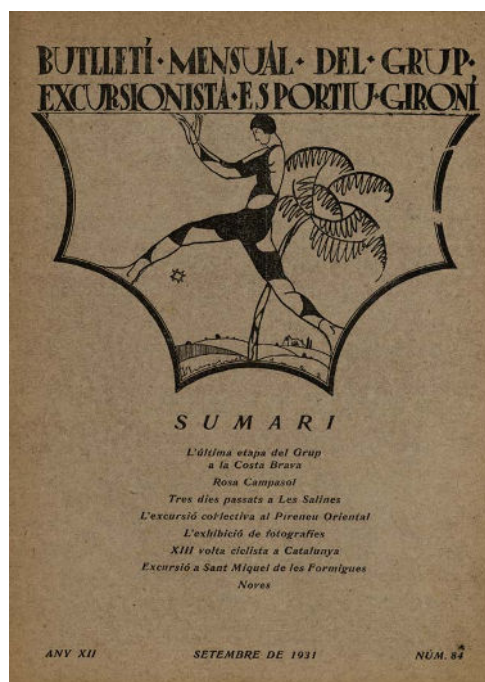 BUTLLETÍ · MENSUAL · DEL · GRUP ·
EXCURSIONISTA · E SPORTIU · GIRONÍ
SUMARI
L'última etapa del Grup
a la Costa Brava
Rosa Campasol
Tres dies passats a Les Salines
L'excursió col·lectiva al Pireneu Oriental
L'exhibició de fotografies
XIII volta ciclista a Catalunya
Excursió a Sant Miquel de les Formigues
Noves
ANY XII SETEMBRE DE 1931 NÚM. 84